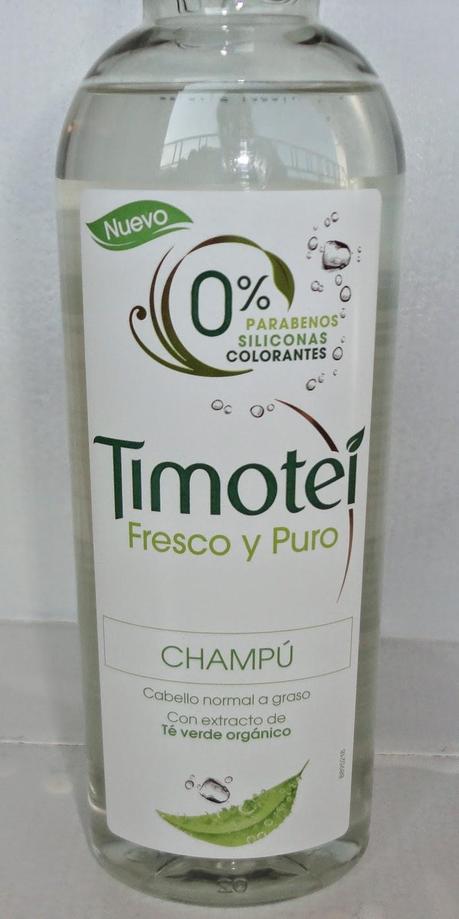 Nuevo
0%
PARABENOS
SILICONAS
COLORANTES
Timotei
Fresco y Puro
CHAMPÚ
Cabello normal a graso
Con extracto de
Té verde orgánico